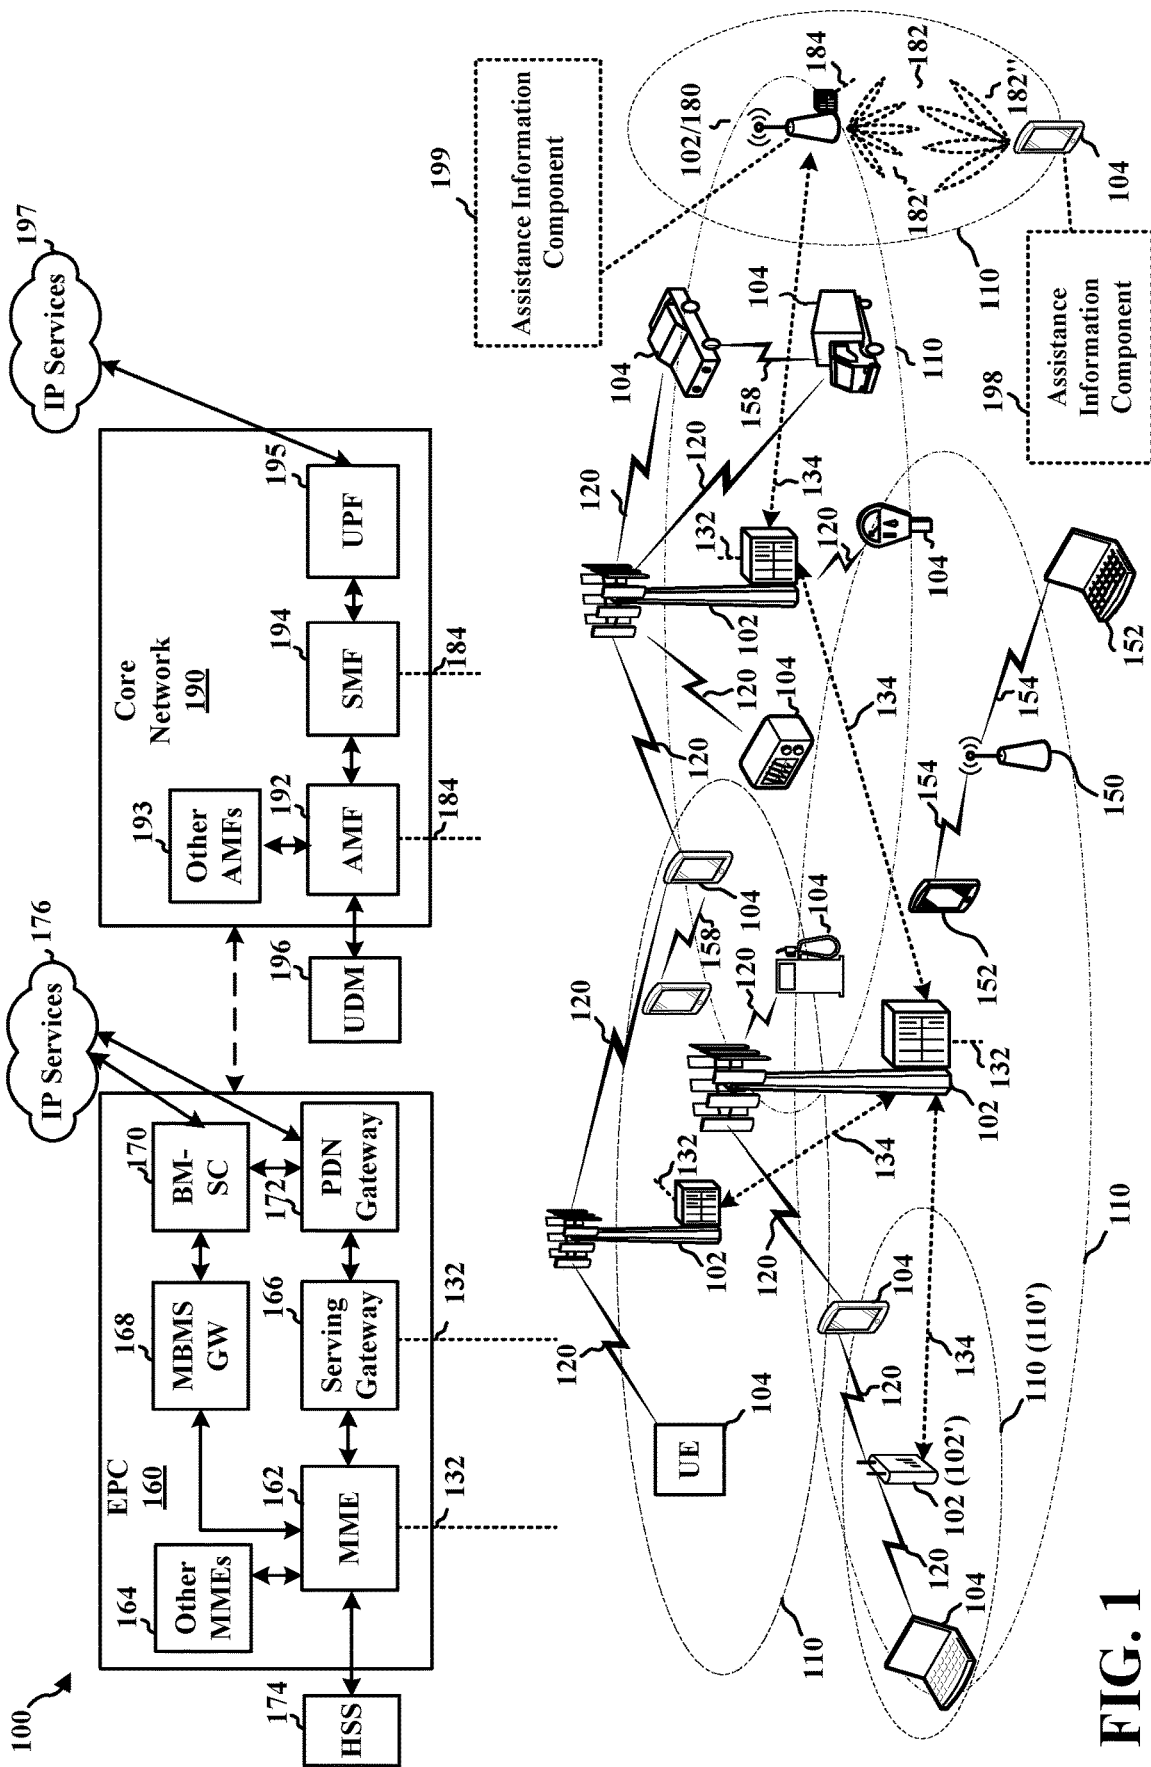 100
EPC
160
164
Other
MMEs
174
HSS
162
MME
168
MBMS
GW
166
Serving
Gateway
170
BM-
SC
172
PDN
Gateway
176
IP Services
132
132
196
UDM
Core
Network
190
193
Other
AMFs
192
AMF
194
SMF
195
UPF
197
IP Services
184
184
199
Assistance Information
Component
UE
104
120
120
102
132
134
110
158
104
120
120
102
132
120
104
120
104
120
120
104
158
104
110
134
102/180
184
182
182'
182''
104
110
198
Assistance
Information
Component
120
104
104
120
104
120
102
132
134
134
120
104
120
102 (102')
134
110 (110')
110
152
154
150
154
152
FIG. 1